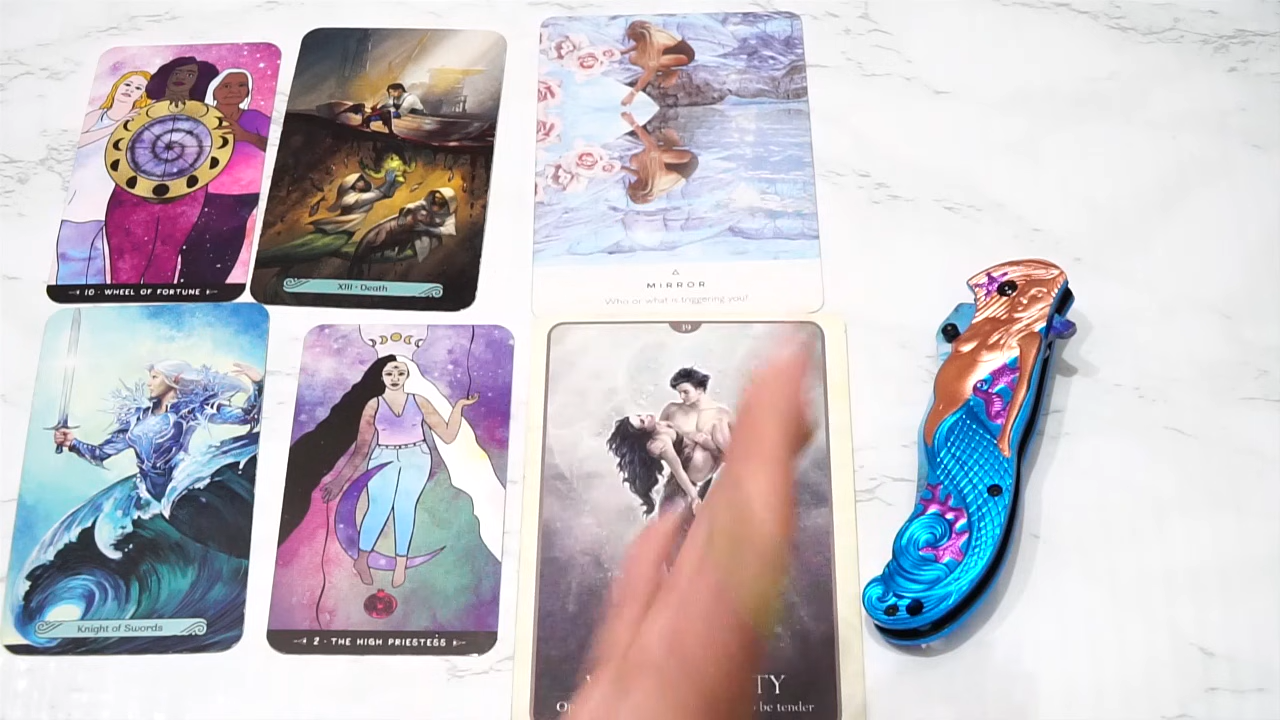 10 · WHEEL OF FORTUNE
XIII · Death
MIRROR
Who or what is triggering you?
Knight of Swords
2 · THE HIGH PRIESTESS
19
TY
be tender